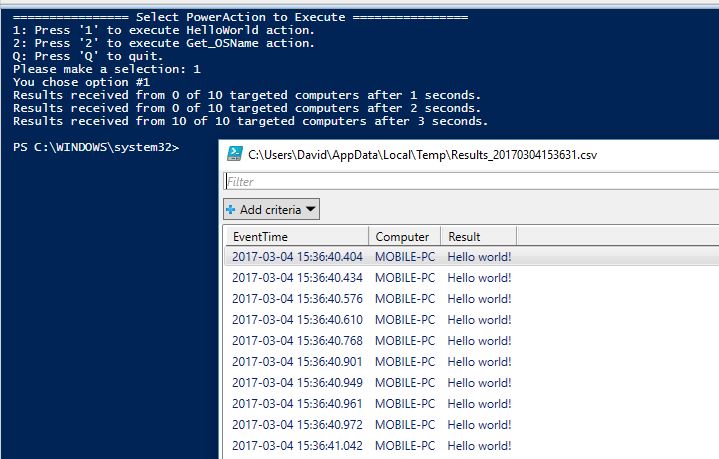 ================ Select PowerAction to Execute ================
1: Press '1' to execute HelloWorld action.
2: Press '2' to execute Get_OSName action.
Q: Press 'Q' to quit.
Please make a selection: 1
You chose option #1
Results received from 0 of 10 targeted computers after 1 seconds.
Results received from 0 of 10 targeted computers after 2 seconds.
Results received from 10 of 10 targeted computers after 3 seconds.
PS C:\WINDOWS\system32>
C:\Users\David\AppData\Local\Temp\Results_20170304153631.csv
Filter
Add criteria
EventTime Computer Result
2017-03-04 15:36:40.404 MOBILE-PC Hello world!
2017-03-04 15:36:40.434 MOBILE-PC Hello world!
2017-03-04 15:36:40.576 MOBILE-PC Hello world!
2017-03-04 15:36:40.610 MOBILE-PC Hello world!
2017-03-04 15:36:40.768 MOBILE-PC Hello world!
2017-03-04 15:36:40.901 MOBILE-PC Hello world!
2017-03-04 15:36:40.949 MOBILE-PC Hello world!
2017-03-04 15:36:40.961 MOBILE-PC Hello world!
2017-03-04 15:36:40.972 MOBILE-PC Hello world!
2017-03-04 15:36:41.042 MOBILE-PC Hello world!